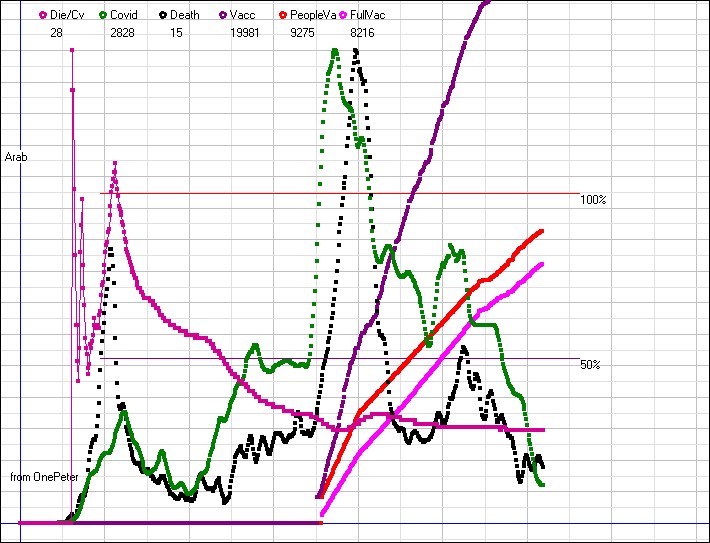 Die/Cv Covid Death Vacc PeopleVa FullVac
28 2828 15 19981 9275 8216
Arab
100%
50%
from OnePeter